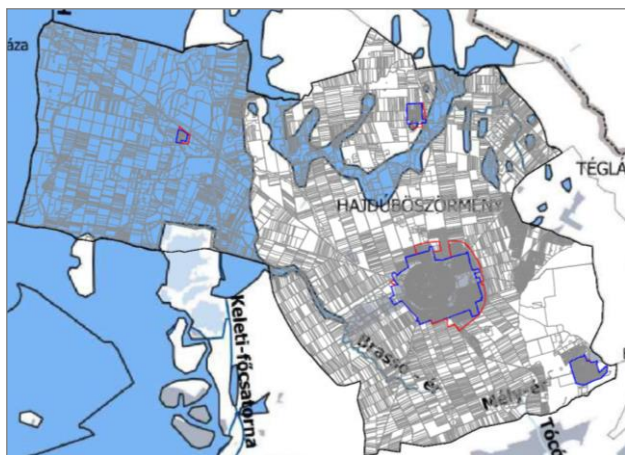 áza
TÉGLÁ
HAJDÚBÖSZÖRMÉNY
Keleti-főcsatorna
Brassó-ér
Mély-ér
Tócó